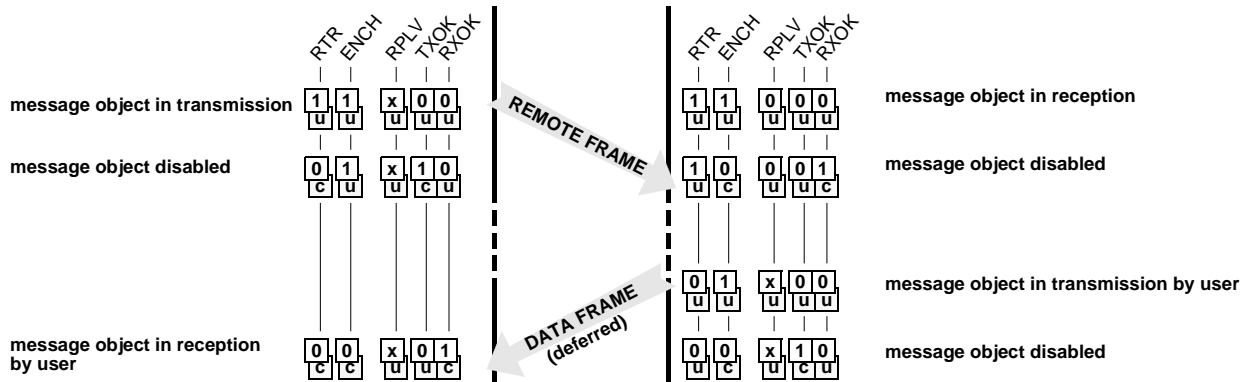 RTR ENCH RPLV TXOK RXOK RTR ENCH RPLV TXOK RXOK
message object in transmission 1 1 x 0 0 1 1 0 0 0 message object in reception
u u u u u u u u u u
REMOTE FRAME
message object disabled 0 1 x 1 0 1 0 0 0 1 message object disabled
c u u c u u c u u c
0 1 x 0 0 message object in transmission by user
u u u u u
DATA FRAME
(deferred)
message object in reception 0 0 x 0 1 0 0 x 1 0 message object disabled
by user c c u u c u c u c u